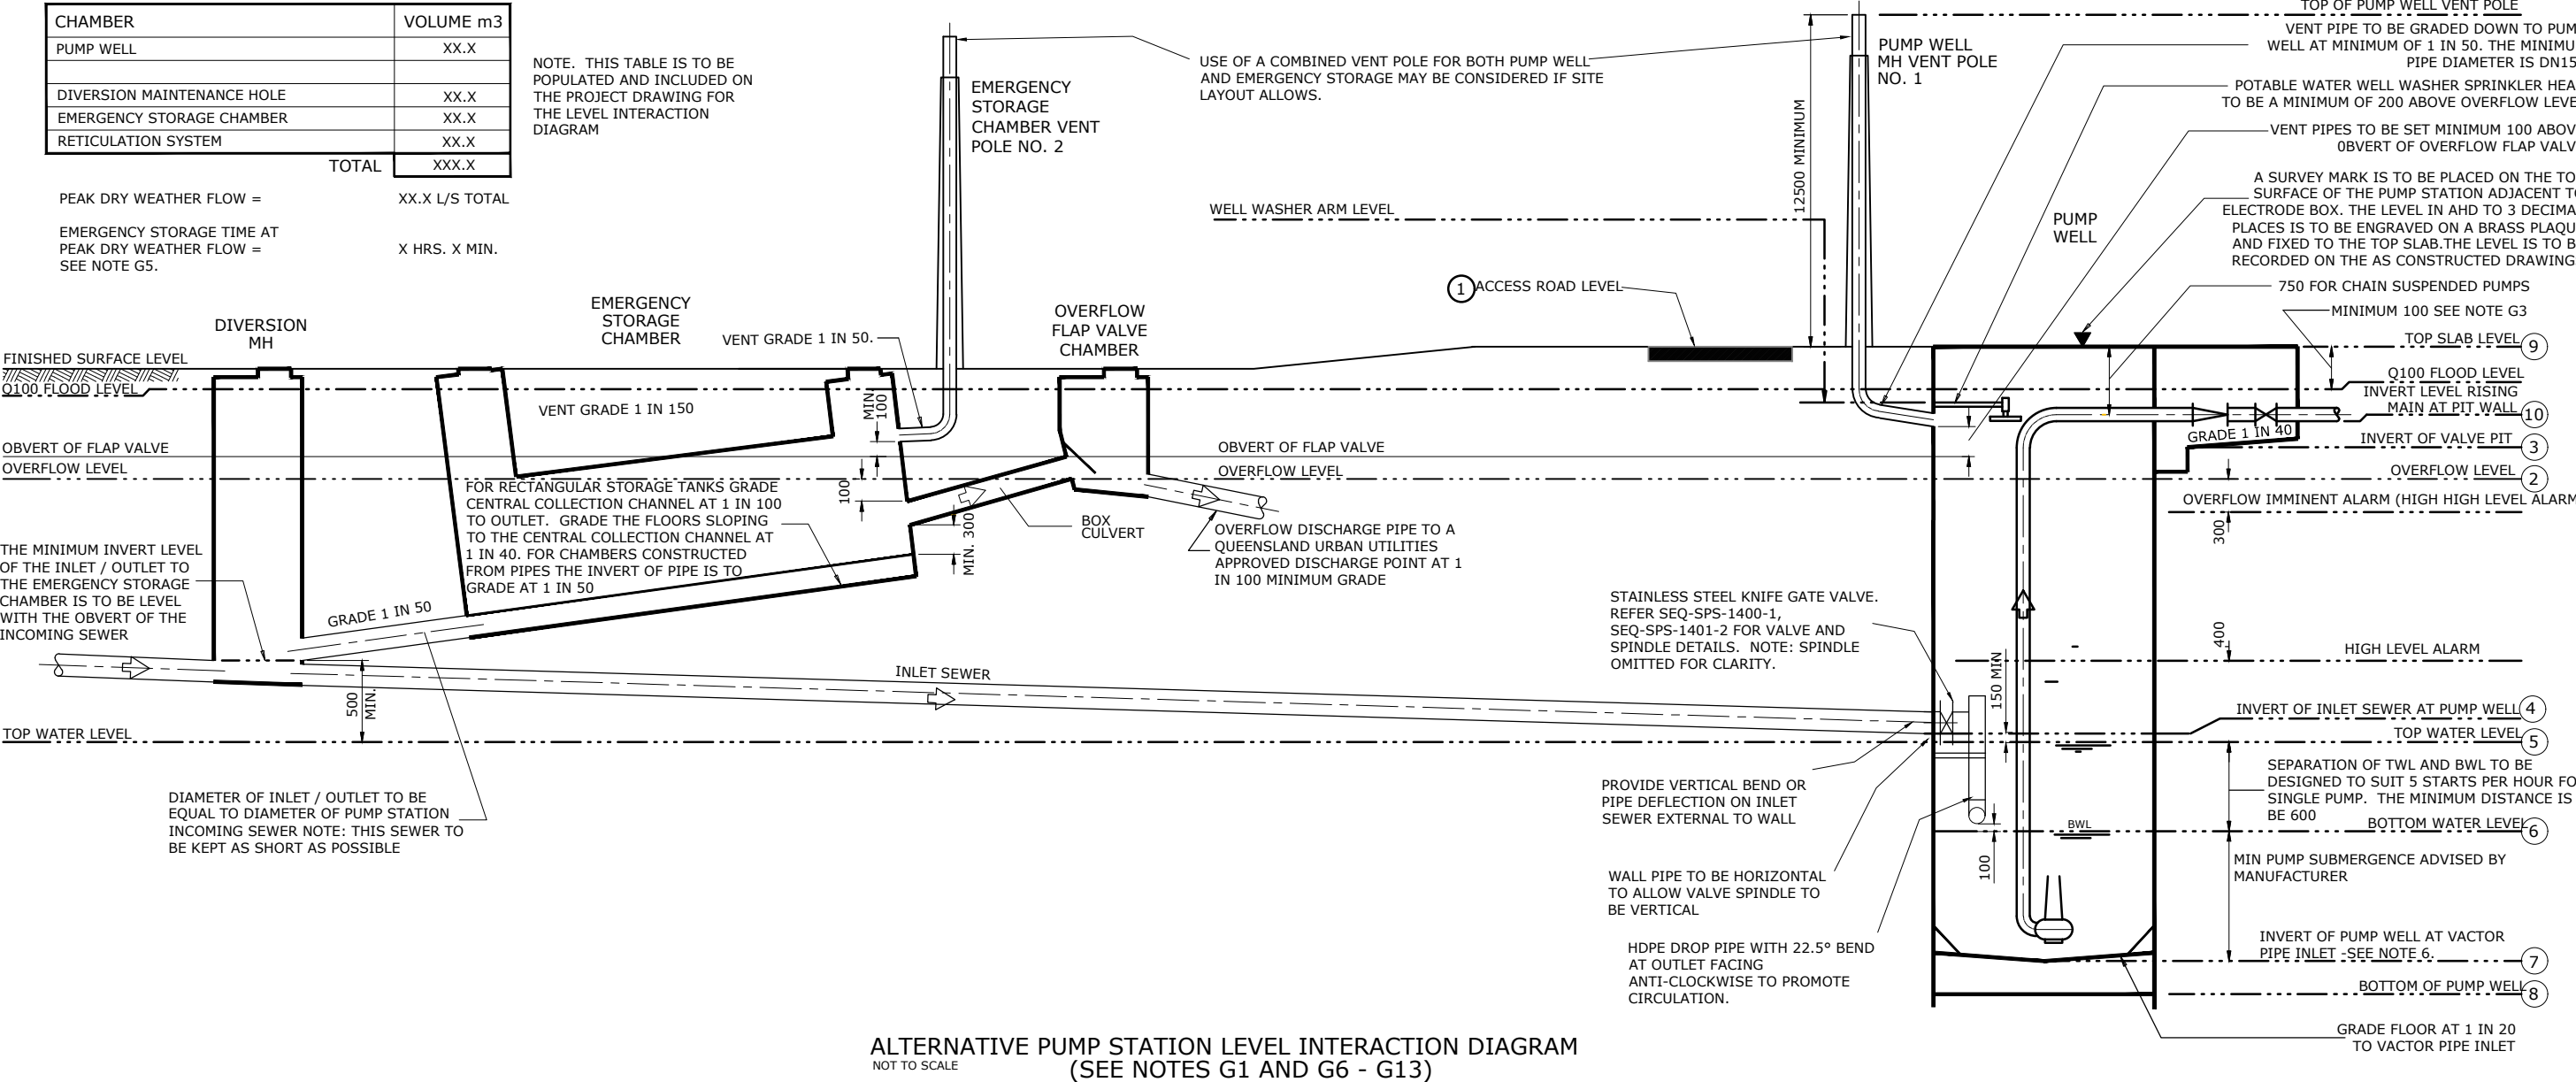 CHAMBER VOLUME m3
PUMP WELL XX.X
DIVERSION MAINTENANCE HOLE XX.X
EMERGENCY STORAGE CHAMBER XX.X
RETICULATION SYSTEM XX.X
TOTAL XXX.X
NOTE. THIS TABLE IS TO BE
POPULATED AND INCLUDED ON
THE PROJECT DRAWING FOR
THE LEVEL INTERACTION
DIAGRAM
PEAK DRY WEATHER FLOW = XX.X L/S TOTAL
EMERGENCY STORAGE TIME AT
PEAK DRY WEATHER FLOW = X HRS. X MIN.
SEE NOTE G5.
EMERGENCY
STORAGE
CHAMBER VENT
POLE NO. 2
USE OF A COMBINED VENT POLE FOR BOTH PUMP WELL
AND EMERGENCY STORAGE MAY BE CONSIDERED IF SITE
LAYOUT ALLOWS.
12500 MINIMUM
PUMP WELL
MH VENT POLE
NO. 1
TOP OF PUMP WELL VENT POLE
VENT PIPE TO BE GRADED DOWN TO PUM
WELL AT MINIMUM OF 1 IN 50. THE MINIMU
PIPE DIAMETER IS DN15
POTABLE WATER WELL WASHER SPRINKLER HEA
TO BE A MINIMUM OF 200 ABOVE OVERFLOW LEVE
VENT PIPES TO BE SET MINIMUM 100 ABOV
0BVERT OF OVERFLOW FLAP VALV
A SURVEY MARK IS TO BE PLACED ON THE TO
SURFACE OF THE PUMP STATION ADJACENT TO
ELECTRODE BOX. THE LEVEL IN AHD TO 3 DECIMA
PLACES IS TO BE ENGRAVED ON A BRASS PLAQU
AND FIXED TO THE TOP SLAB.THE LEVEL IS TO B
RECORDED ON THE AS CONSTRUCTED DRAWING
750 FOR CHAIN SUSPENDED PUMPS
MINIMUM 100 SEE NOTE G3
WELL WASHER ARM LEVEL
PUMP
WELL
1 ACCESS ROAD LEVEL
DIVERSION
MH
EMERGENCY
STORAGE
CHAMBER
VENT GRADE 1 IN 50.
OVERFLOW
FLAP VALVE
CHAMBER
FINISHED SURFACE LEVEL
Q100 FLOOD LEVEL
TOP SLAB LEVEL 9
Q100 FLOOD LEVEL
INVERT LEVEL RISING
MAIN AT PIT WALL 10
GRADE 1 IN 40
INVERT OF VALVE PIT 3
OVERFLOW LEVEL 2
OVERFLOW IMMINENT ALARM (HIGH HIGH LEVEL ALARM
300
VENT GRADE 1 IN 150
MIN.
100
OBVERT OF FLAP VALVE
OVERFLOW LEVEL
OBVERT OF FLAP VALVE
OVERFLOW LEVEL
100
FOR RECTANGULAR STORAGE TANKS GRADE
CENTRAL COLLECTION CHANNEL AT 1 IN 100
TO OUTLET. GRADE THE FLOORS SLOPING
TO THE CENTRAL COLLECTION CHANNEL AT
1 IN 40. FOR CHAMBERS CONSTRUCTED
FROM PIPES THE INVERT OF PIPE IS TO
GRADE AT 1 IN 50
MIN. 300
BOX
CULVERT
OVERFLOW DISCHARGE PIPE TO A
QUEENSLAND URBAN UTILITIES
APPROVED DISCHARGE POINT AT 1
IN 100 MINIMUM GRADE
THE MINIMUM INVERT LEVEL
OF THE INLET / OUTLET TO
THE EMERGENCY STORAGE
CHAMBER IS TO BE LEVEL
WITH THE OBVERT OF THE
INCOMING SEWER
GRADE 1 IN 50
500
MIN.
INLET SEWER
STAINLESS STEEL KNIFE GATE VALVE.
REFER SEQ-SPS-1400-1,
SEQ-SPS-1401-2 FOR VALVE AND
SPINDLE DETAILS. NOTE: SPINDLE
OMITTED FOR CLARITY.
400
HIGH LEVEL ALARM
150 MIN
INVERT OF INLET SEWER AT PUMP WELL 4
TOP WATER LEVEL
TOP WATER LEVEL 5
SEPARATION OF TWL AND BWL TO BE
DESIGNED TO SUIT 5 STARTS PER HOUR FO
SINGLE PUMP. THE MINIMUM DISTANCE IS
BE 600
BWL
BOTTOM WATER LEVEL 6
100
MIN PUMP SUBMERGENCE ADVISED BY
MANUFACTURER
DIAMETER OF INLET / OUTLET TO BE
EQUAL TO DIAMETER OF PUMP STATION
INCOMING SEWER NOTE: THIS SEWER TO
BE KEPT AS SHORT AS POSSIBLE
PROVIDE VERTICAL BEND OR
PIPE DEFLECTION ON INLET
SEWER EXTERNAL TO WALL
WALL PIPE TO BE HORIZONTAL
TO ALLOW VALVE SPINDLE TO
BE VERTICAL
HDPE DROP PIPE WITH 22.5° BEND
AT OUTLET FACING
ANTI-CLOCKWISE TO PROMOTE
CIRCULATION.
INVERT OF PUMP WELL AT VACTOR
PIPE INLET -SEE NOTE 6. 7
BOTTOM OF PUMP WELL 8
GRADE FLOOR AT 1 IN 20
TO VACTOR PIPE INLET
ALTERNATIVE PUMP STATION LEVEL INTERACTION DIAGRAM
NOT TO SCALE
(SEE NOTES G1 AND G6 - G13)